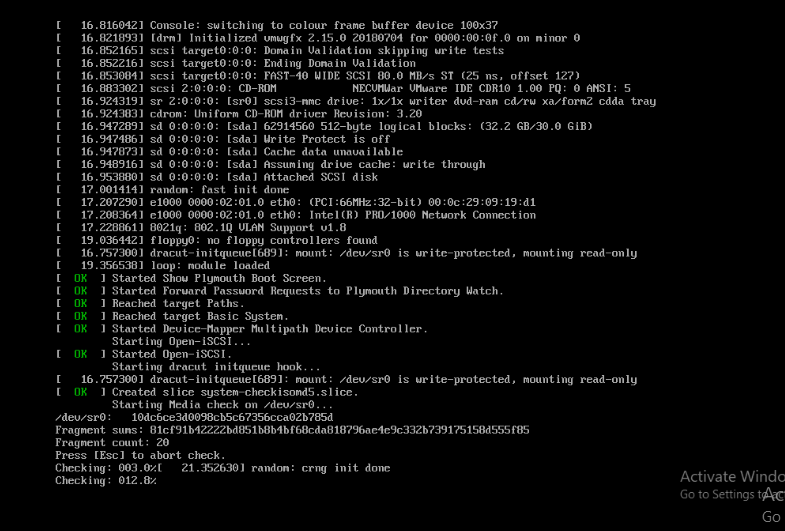 [   16.816042] Console: switching to colour frame buffer device 100x37
[   16.821893] [drm] Initialized vmwgfx 2.15.0 20180704 for 0000:00:0f.0 on minor 0
[   16.852165] scsi target0:0:0: Domain Validation skipping write tests
[   16.852216] scsi target0:0:0: Ending Domain Validation
[   16.853084] scsi target0:0:0: FAST-40 WIDE SCSI 80.0 MB/s ST (25 ns, offset 127)
[   16.883302] scsi 2:0:0:0: CD-ROM            NECVMWar VMware IDE CDR10 1.00 PQ: 0 ANSI: 5
[   16.924319] sr 2:0:0:0: [sr0] scsi3-mmc drive: 1x/1x writer dvd-ram cd/rw xa/form2 cdda tray
[   16.924383] cdrom: Uniform CD-ROM driver Revision: 3.20
[   16.947289] sd 0:0:0:0: [sda] 62914560 512-byte logical blocks: (32.2 GB/30.0 GiB)
[   16.947486] sd 0:0:0:0: [sda] Write Protect is off
[   16.947873] sd 0:0:0:0: [sda] Cache data unavailable
[   16.948916] sd 0:0:0:0: [sda] Assuming drive cache: write through
[   16.953880] sd 0:0:0:0: [sda] Attached SCSI disk
[   17.001414] random: fast init done
[   17.207290] e1000 0000:02:01.0 eth0: (PCI:66MHz:32-bit) 00:0c:29:09:19:d1
[   17.208364] e1000 0000:02:01.0 eth0: Intel(R) PRO/1000 Network Connection
[   17.228861] 8021q: 802.1Q VLAN Support v1.8
[   19.036442] floppy0: no floppy controllers found
[   16.757300] dracut-initqueue[689]: mount: /dev/sr0 is write-protected, mounting read-only
[   19.356538] loop: module loaded
[  OK  ] Started Show Plymouth Boot Screen.
[  OK  ] Started Forward Password Requests to Plymouth Directory Watch.
[  OK  ] Reached target Paths.
[  OK  ] Reached target Basic System.
[  OK  ] Started Device-Mapper Multipath Device Controller.
Starting Open-iSCSI...
[  OK  ] Started Open-iSCSI.
Starting dracut initqueue hook...
[   16.757300] dracut-initqueue[689]: mount: /dev/sr0 is write-protected, mounting read-only
[  OK  ] Created slice system-checkisomd5.slice.
Starting Media check on /dev/sr0...
/dev/sr0:   10dc6ce3d0098cb5c67356cca02b785d
Fragment sums: 81cf91b42222bd851b8b4bf68cda818796ae4e9c332b739175158d555f85
Fragment count: 20
Press [Esc] to abort check.
Checking: 003.0%[   21.352630] random: crng init done
Checking: 012.8%
Activate Windo
Go to Settings to ac
Ac
Go